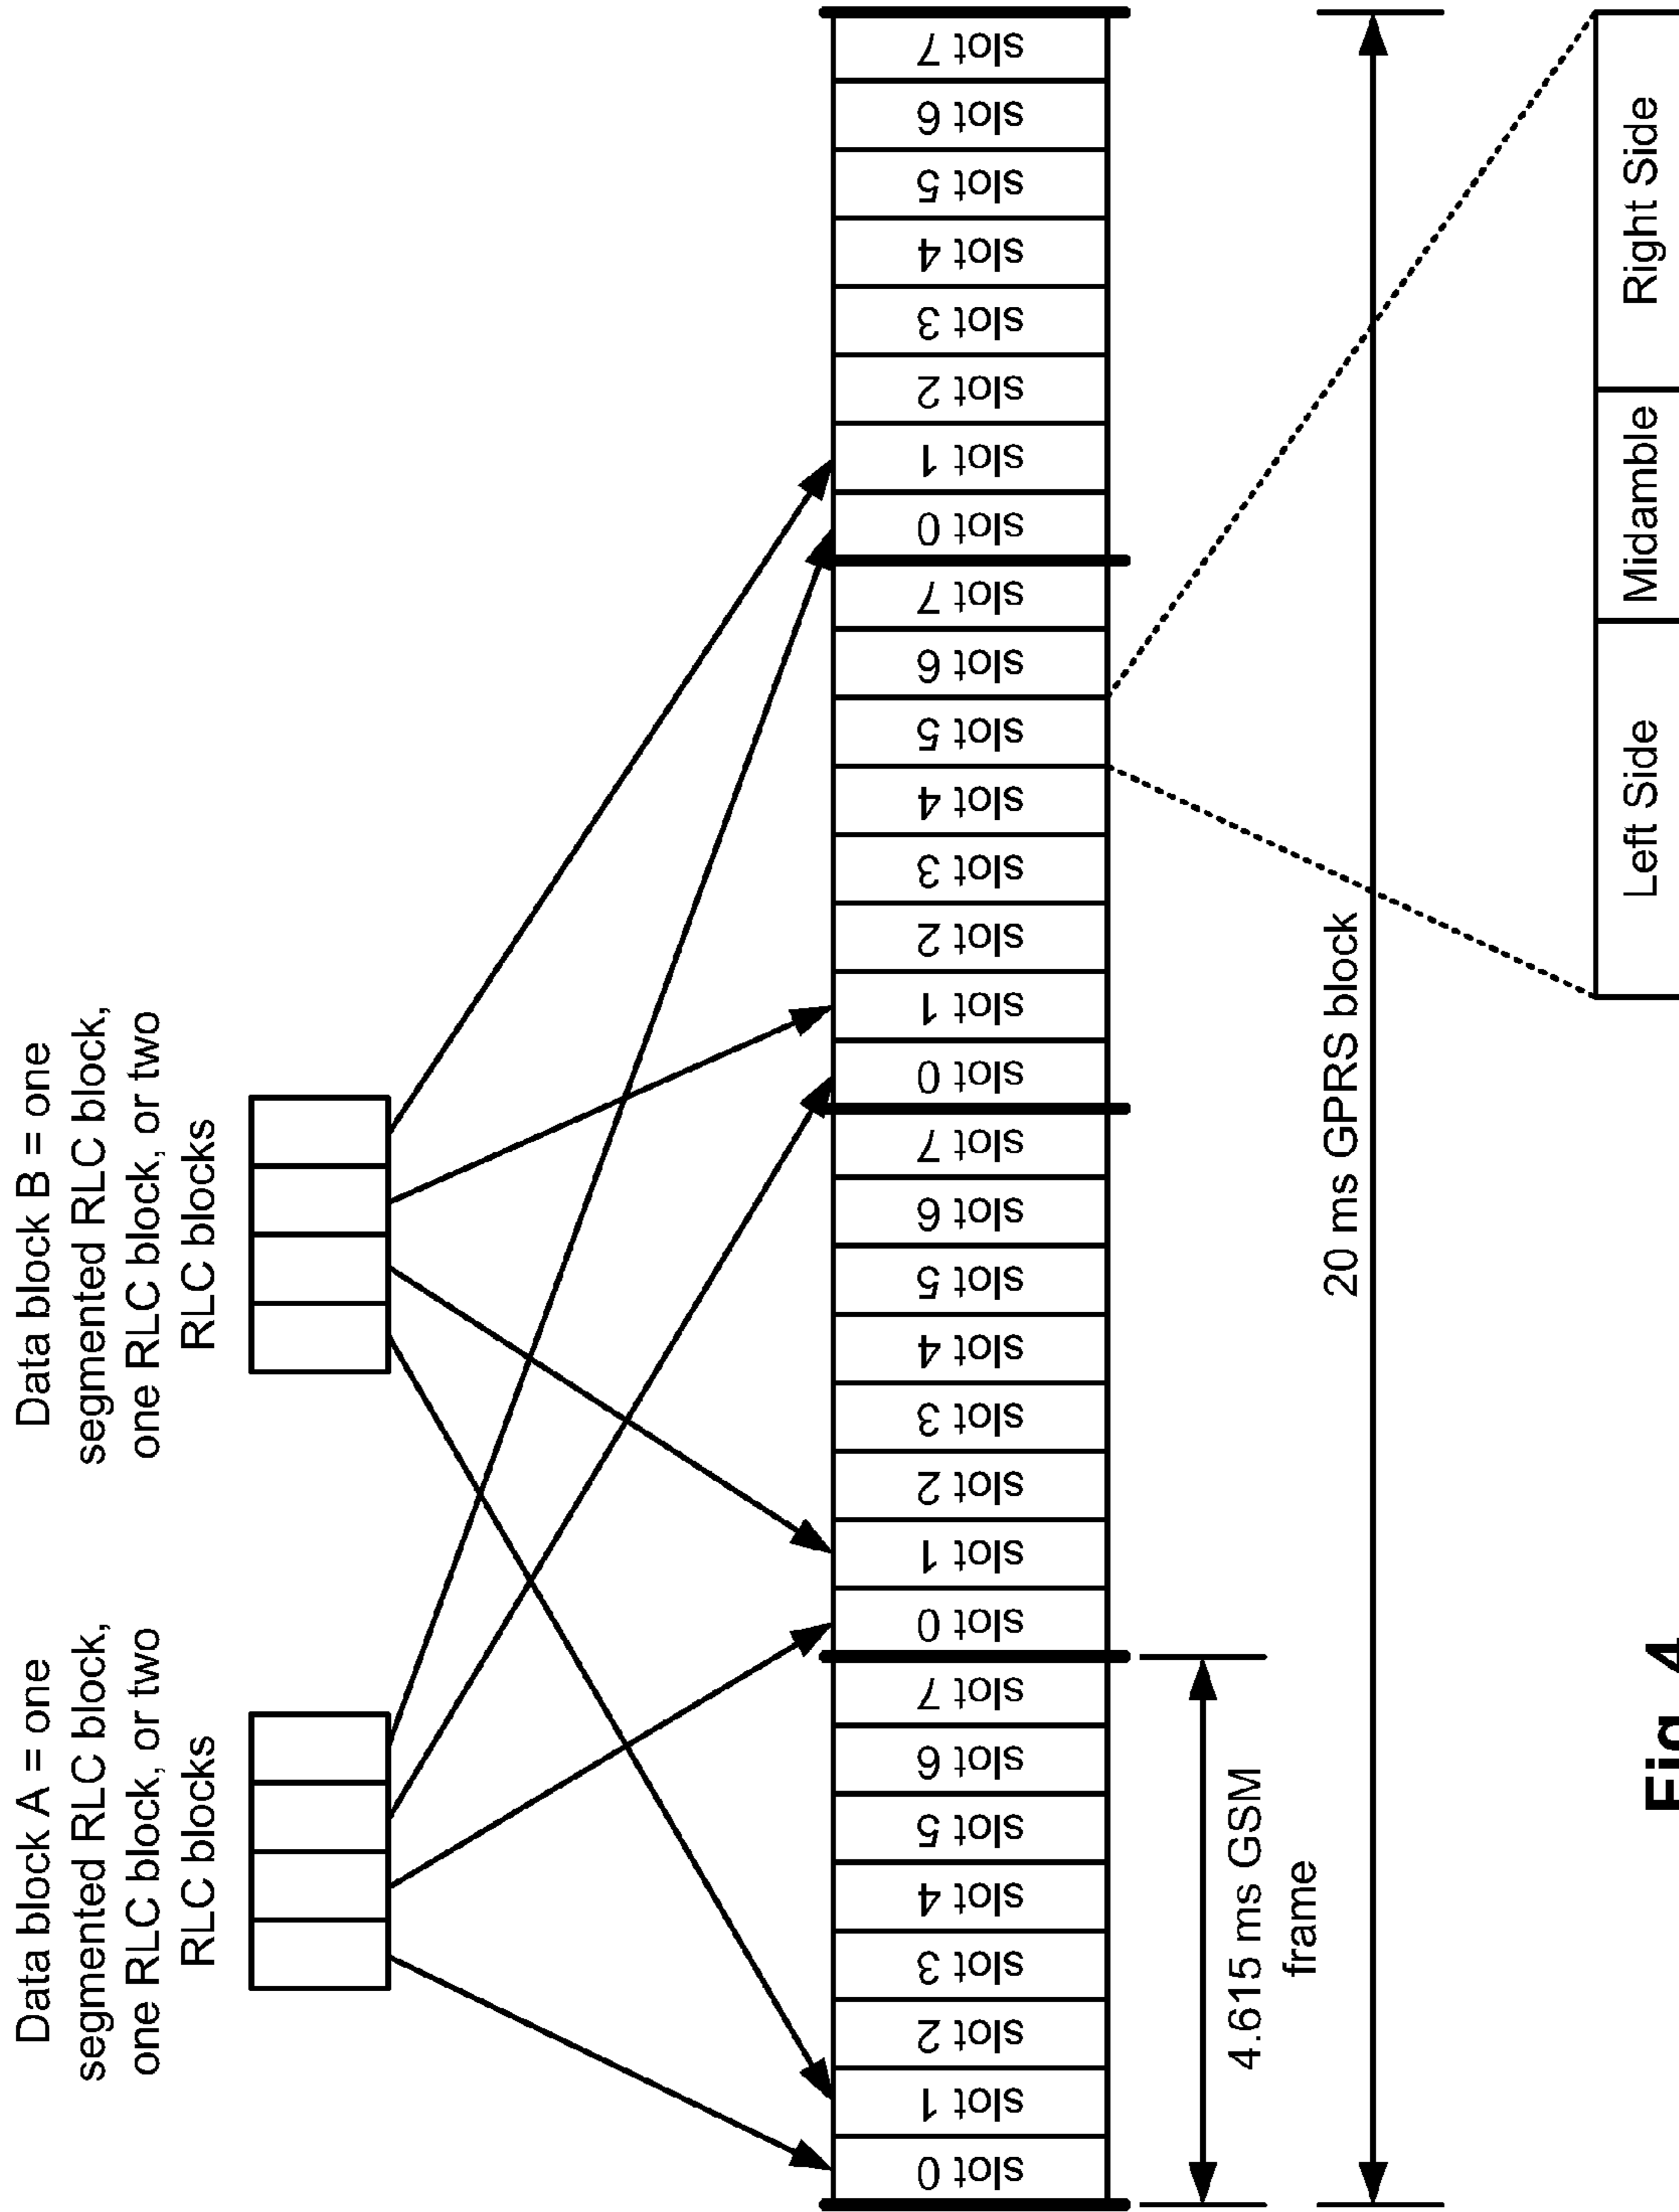 Data block A = one
segmented RLC block,
one RLC block, or two
RLC blocks
Data block B = one
segmented RLC block,
one RLC block, or two
RLC blocks
slot 0
slot 1
slot 2
slot 3
slot 4
slot 5
slot 6
slot 7
slot 0
slot 1
slot 2
slot 3
slot 4
slot 5
slot 6
slot 7
slot 0
slot 1
slot 2
slot 3
slot 4
slot 5
slot 6
slot 7
slot 0
slot 1
slot 2
slot 3
slot 4
slot 5
slot 6
slot 7
4.615 ms GSM
frame
20 ms GPRS block
Left Side
Midamble
Right Side
Fig. 4